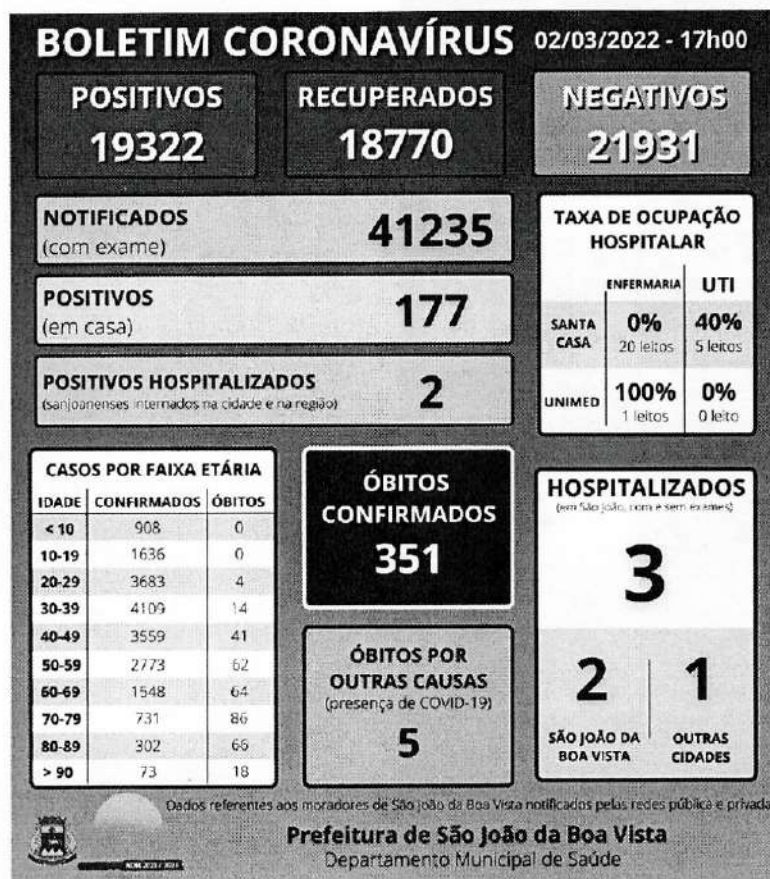 BOLETIM CORONAVÍRUS 02/03/2022 - 17h00
POSITIVOS
19322
RECUPERADOS
18770
NEGATIVOS
21931
NOTIFICADOS
(com exame)
41235
POSITIVOS
(em casa)
177
POSITIVOS HOSPITALIZADOS
(sanjoanenses internados na cidade e na região)
2
TAXA DE OCUPAÇÃO
HOSPITALAR
ENFERMARIA UTI
SANTA
CASA
0% 40%
20 leitos 5 leitos
UNIMED
100% 0%
1 leitos 0 leito
CASOS POR FAIXA ETÁRIA
IDADE CONFIRMADOS ÓBITOS
< 10 908 0
10-19 1636 0
20-29 3683 4
30-39 4109 14
40-49 3559 41
50-59 2773 62
60-69 1548 64
70-79 731 86
80-89 302 66
> 90 73 18
ÓBITOS
CONFIRMADOS
351
ÓBITOS POR
OUTRAS CAUSAS
(presença de COVID-19)
5
HOSPITALIZADOS
(em São João, com e sem exames)
3
2
SÃO JOÃO DA
BOA VISTA
1
OUTRAS
CIDADES
Dados referentes aos moradores de São João da Boa Vista notificados pelas redes pública e privada
Prefeitura de São João da Boa Vista
Departamento Municipal de Saúde